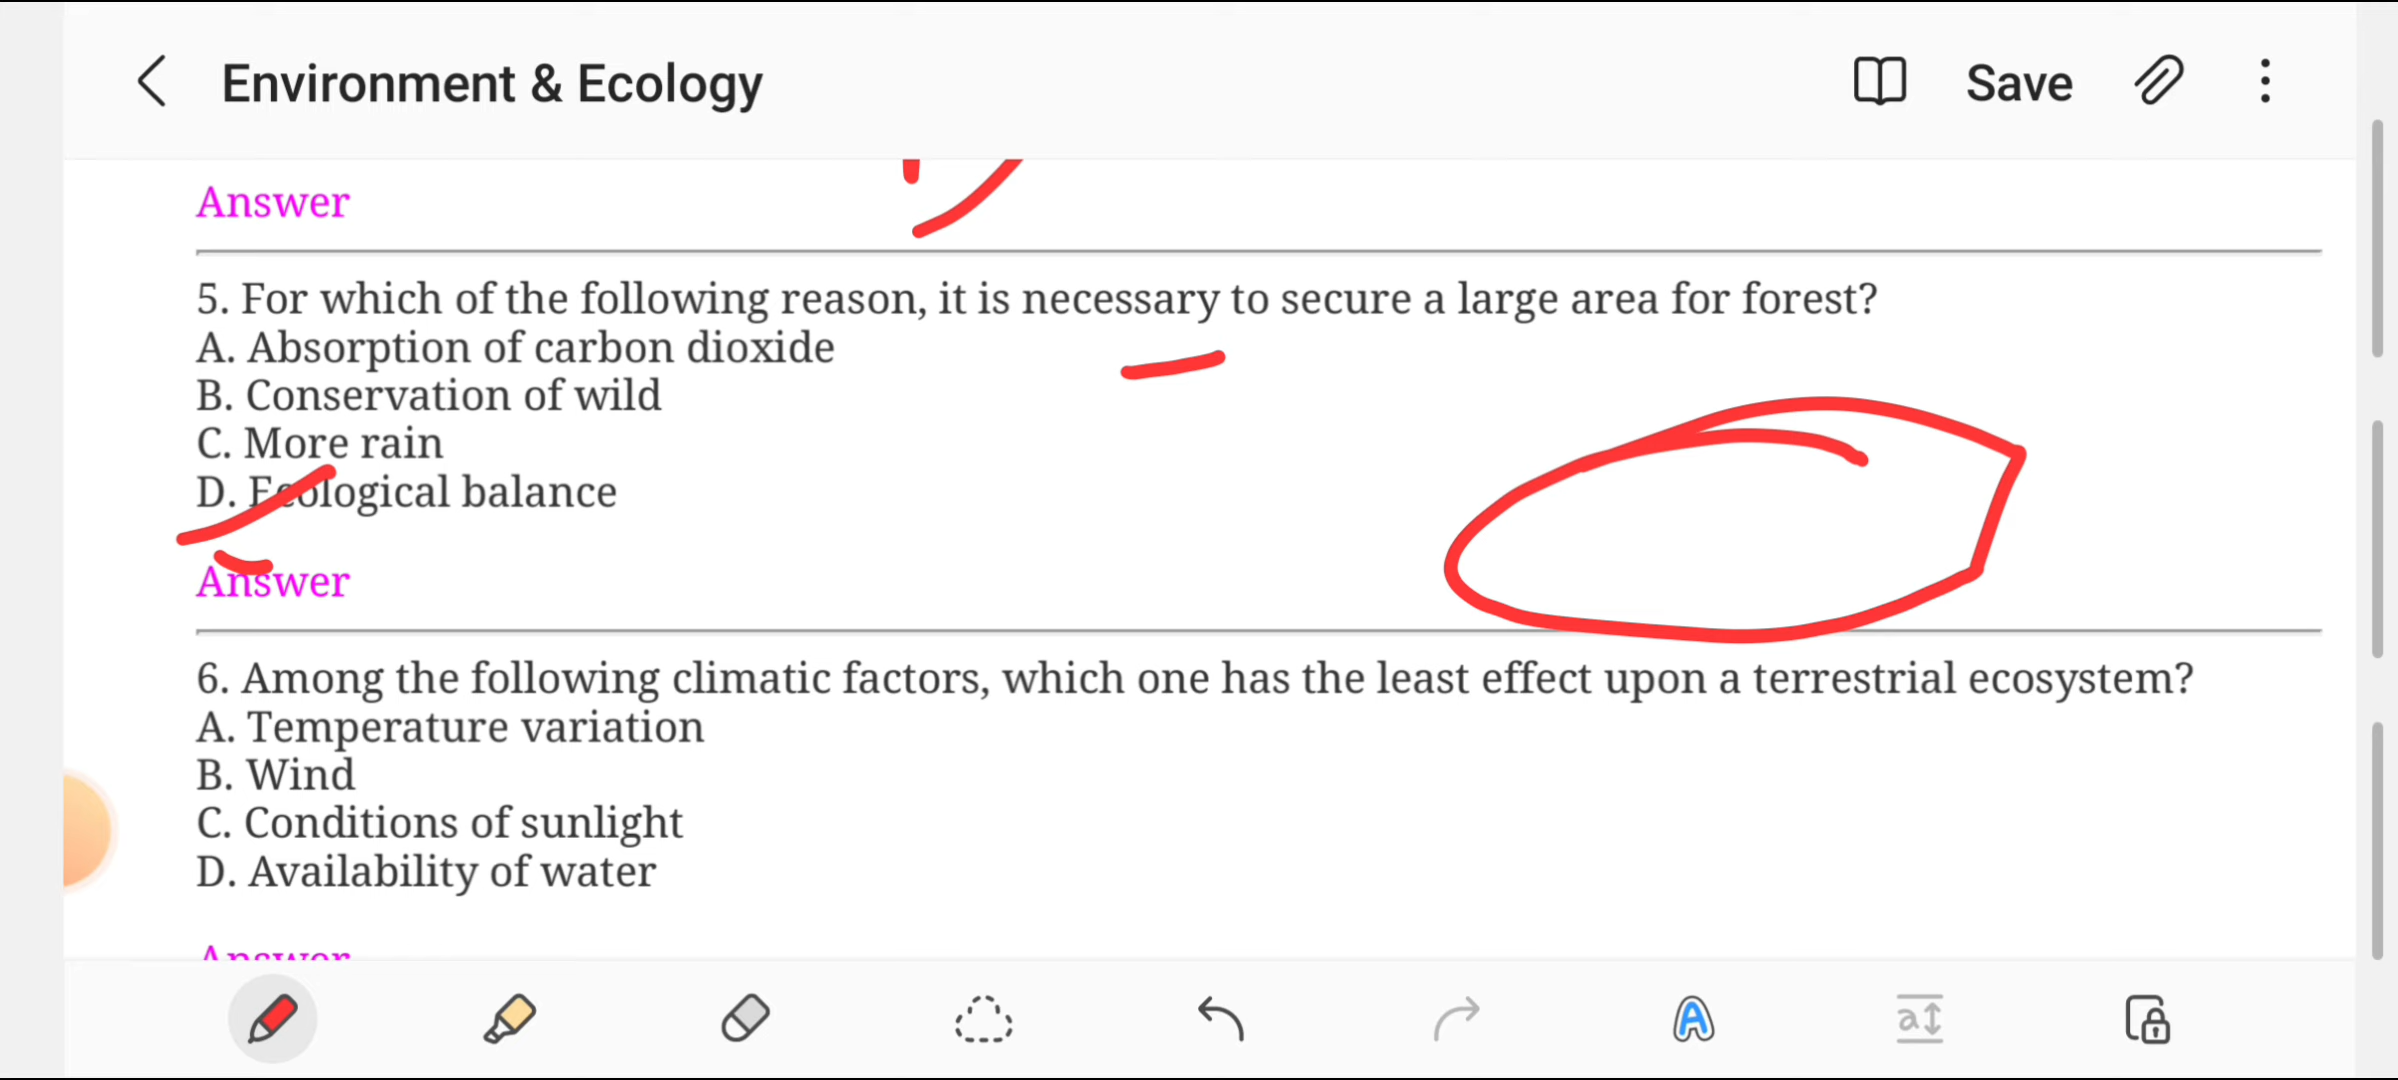 Environment & Ecology
Save
Answer
5. For which of the following reason, it is necessary to secure a large area for forest?
A. Absorption of carbon dioxide
B. Conservation of wild
C. More rain
D. Ecological balance
Answer
6. Among the following climatic factors, which one has the least effect upon a terrestrial ecosystem?
A. Temperature variation
B. Wind
C. Conditions of sunlight
D. Availability of water
Answer
A
a